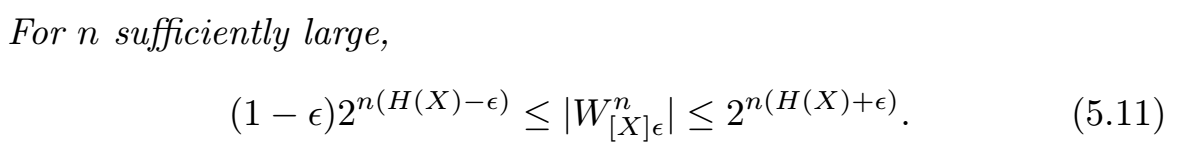 For n sufficiently large,
(1 − ϵ)2^{n(H(X)−ϵ)} ≤ |W^n_{[X]ϵ}| ≤ 2^{n(H(X)+ϵ)}. (5.11)